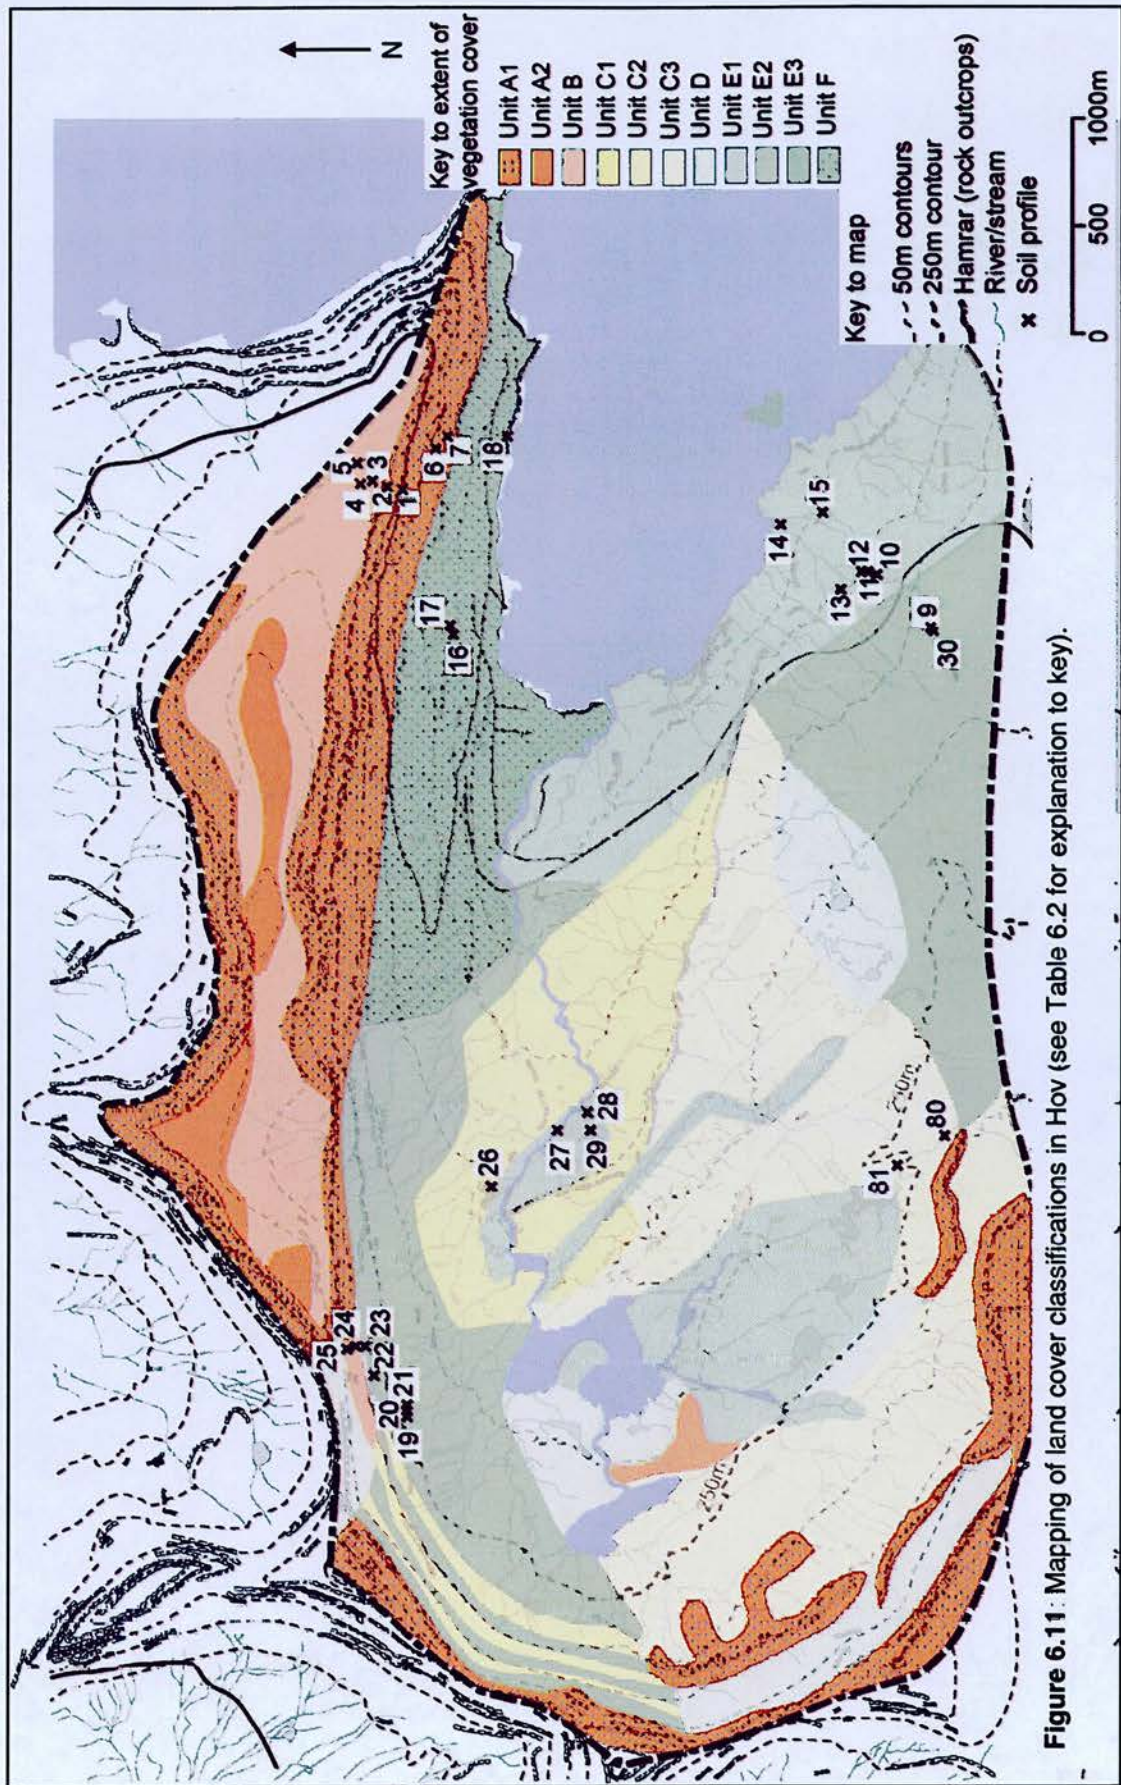 N
Key to extent of
vegetation cover
Unit A1
Unit A2
Unit B
Unit C1
Unit C2
Unit C3
Unit D
Unit E1
Unit E2
Unit E3
Unit F
Key to map
50m contours
250m contour
Hamrar (rock outcrops)
River/stream
Soil profile
0 500 1000m
5
4
3
2
1
6
7
18
17
16
14
15
13
12
11
10
9
30
25
24
23
22
21
20
19
26
27
29
28
81
80
200m
250m
Figure 6.11: Mapping of land cover classifications in Hov (see Table 6.2 for explanation to key).